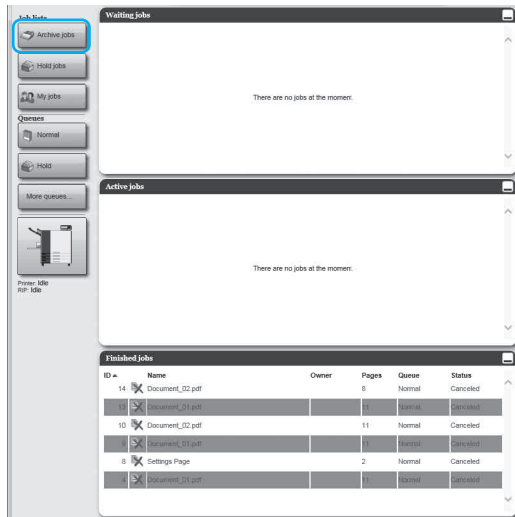 Job lists
Archive jobs
Hold jobs
My jobs
Queues
Normal
Hold
More queues...
Printer: Idle
RIP: Idle
Waiting jobs
There are no jobs at the moment.
Active jobs
There are no jobs at the moment.
Finished jobs
ID Name Owner Pages Queue Status
14 Document_02.pdf 8 Normal Canceled
13 Document_01.pdf 11 Normal Canceled
10 Document_02.pdf 11 Normal Canceled
9 Document_01.pdf 11 Normal Canceled
8 Settings Page 2 Normal Canceled
4 Document_01.pdf 11 Normal Canceled